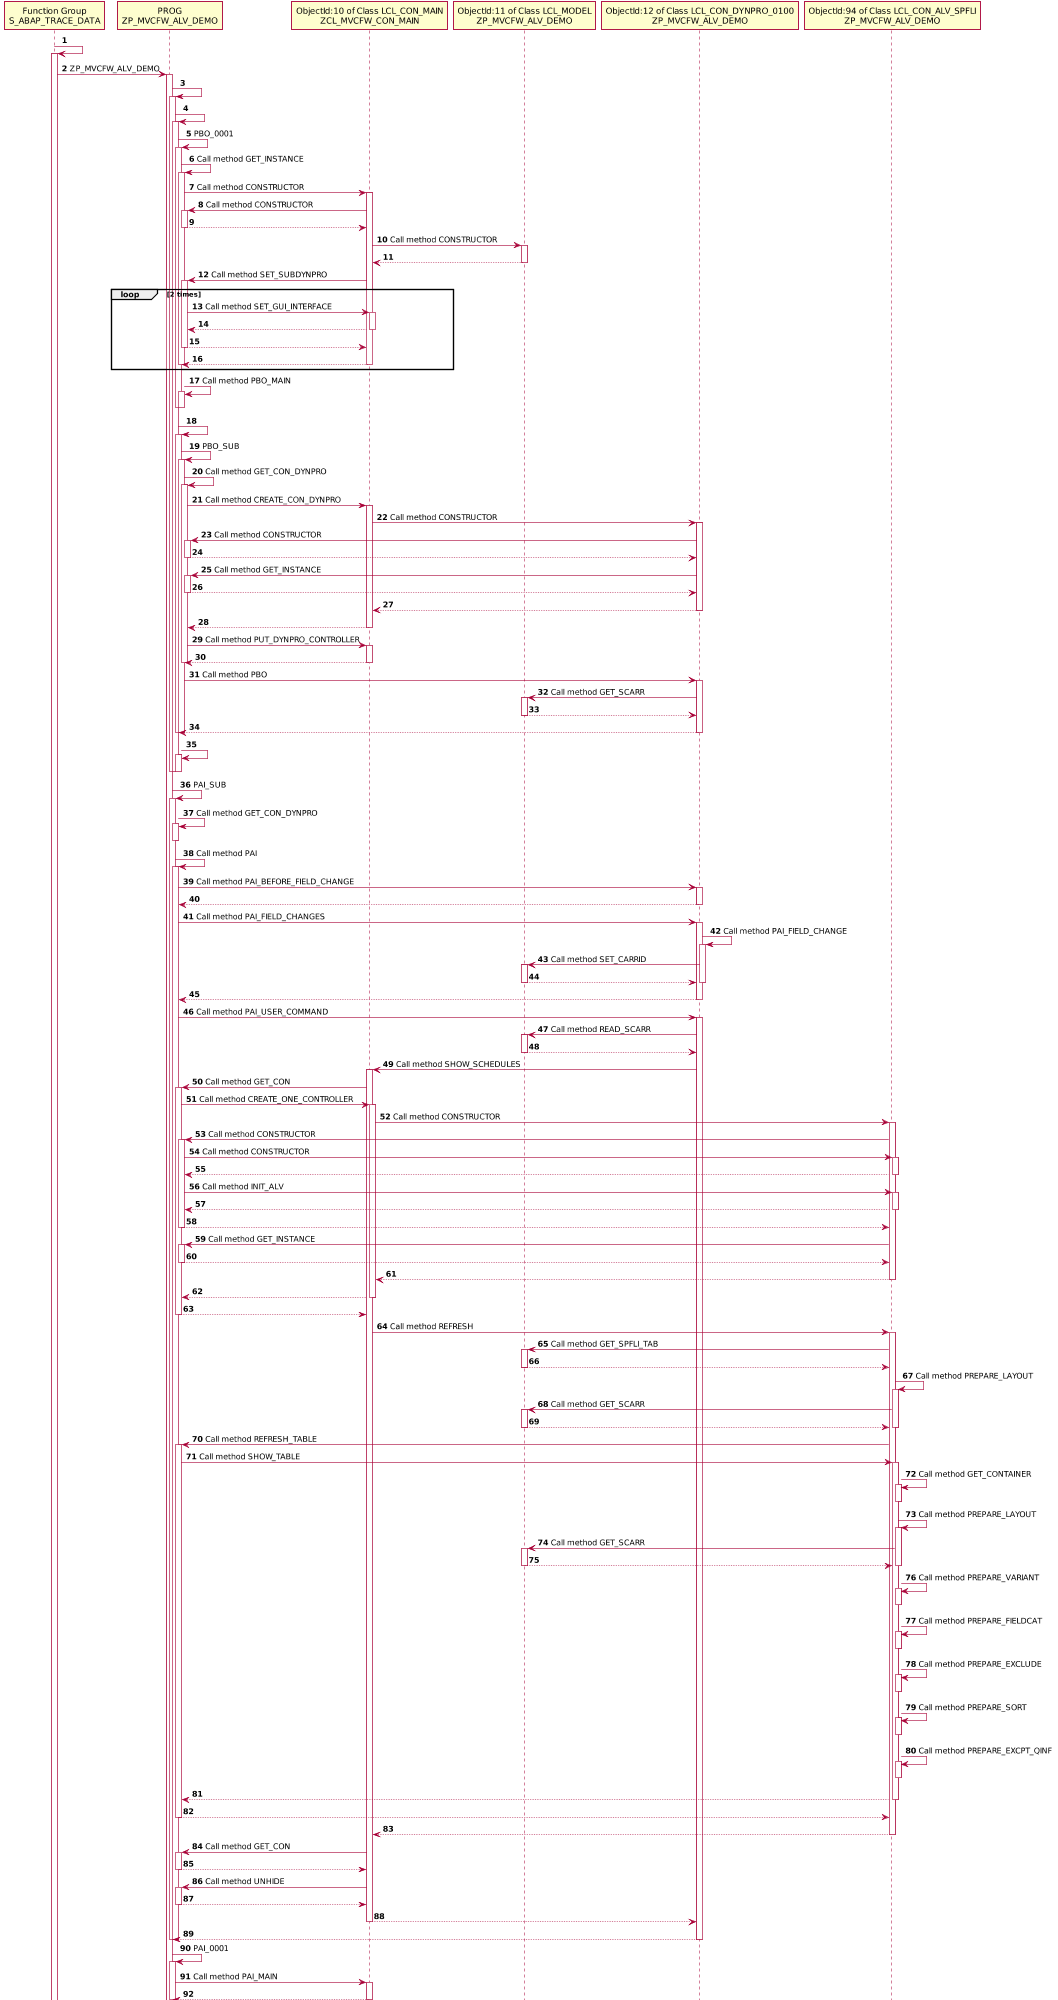 Function Group
S_ABAP_TRACE_DATA
PROG
ZP_MVCFW_ALV_DEMO
ObjectId:10 of Class LCL_CON_MAIN
ZCL_MVCFW_CON_MAIN
ObjectId:11 of Class LCL_MODEL
ZP_MVCFW_ALV_DEMO
ObjectId:12 of Class LCL_CON_DYNPRO_0100
ZP_MVCFW_ALV_DEMO
ObjectId:94 of Class LCL_CON_ALV_SPFLI
ZP_MVCFW_ALV_DEMO
1
2 ZP_MVCFW_ALV_DEMO
3
4
5 PBO_0001
6 Call method GET_INSTANCE
7 Call method CONSTRUCTOR
8 Call method CONSTRUCTOR
9
10 Call method CONSTRUCTOR
11
12 Call method SET_SUBDYNPRO
loop [2 times]
13 Call method SET_GUI_INTERFACE
14
15
16
17 Call method PBO_MAIN
18
19 PBO_SUB
20 Call method GET_CON_DYNPRO
21 Call method CREATE_CON_DYNPRO
22 Call method CONSTRUCTOR
23 Call method CONSTRUCTOR
24
25 Call method GET_INSTANCE
26
27
28
29 Call method PUT_DYNPRO_CONTROLLER
30
31 Call method PBO
32 Call method GET_SCARR
33
34
35
36 PAI_SUB
37 Call method GET_CON_DYNPRO
38 Call method PAI
39 Call method PAI_BEFORE_FIELD_CHANGE
40
41 Call method PAI_FIELD_CHANGES
42 Call method PAI_FIELD_CHANGE
43 Call method SET_CARRID
44
45
46 Call method PAI_USER_COMMAND
47 Call method READ_SCARR
48
49 Call method SHOW_SCHEDULES
50 Call method GET_CON
51 Call method CREATE_ONE_CONTROLLER
52 Call method CONSTRUCTOR
53 Call method CONSTRUCTOR
54 Call method CONSTRUCTOR
55
56 Call method INIT_ALV
57
58
59 Call method GET_INSTANCE
60
61
62
63
64 Call method REFRESH
65 Call method GET_SPFLI_TAB
66
67 Call method PREPARE_LAYOUT
68 Call method GET_SCARR
69
70 Call method REFRESH_TABLE
71 Call method SHOW_TABLE
72 Call method GET_CONTAINER
73 Call method PREPARE_LAYOUT
74 Call method GET_SCARR
75
76 Call method PREPARE_VARIANT
77 Call method PREPARE_FIELDCAT
78 Call method PREPARE_EXCLUDE
79 Call method PREPARE_SORT
80 Call method PREPARE_EXCPT_QINF
81
82
83
84 Call method GET_CON
85
86 Call method UNHIDE
87
88
89
90 PAI_0001
91 Call method PAI_MAIN
92